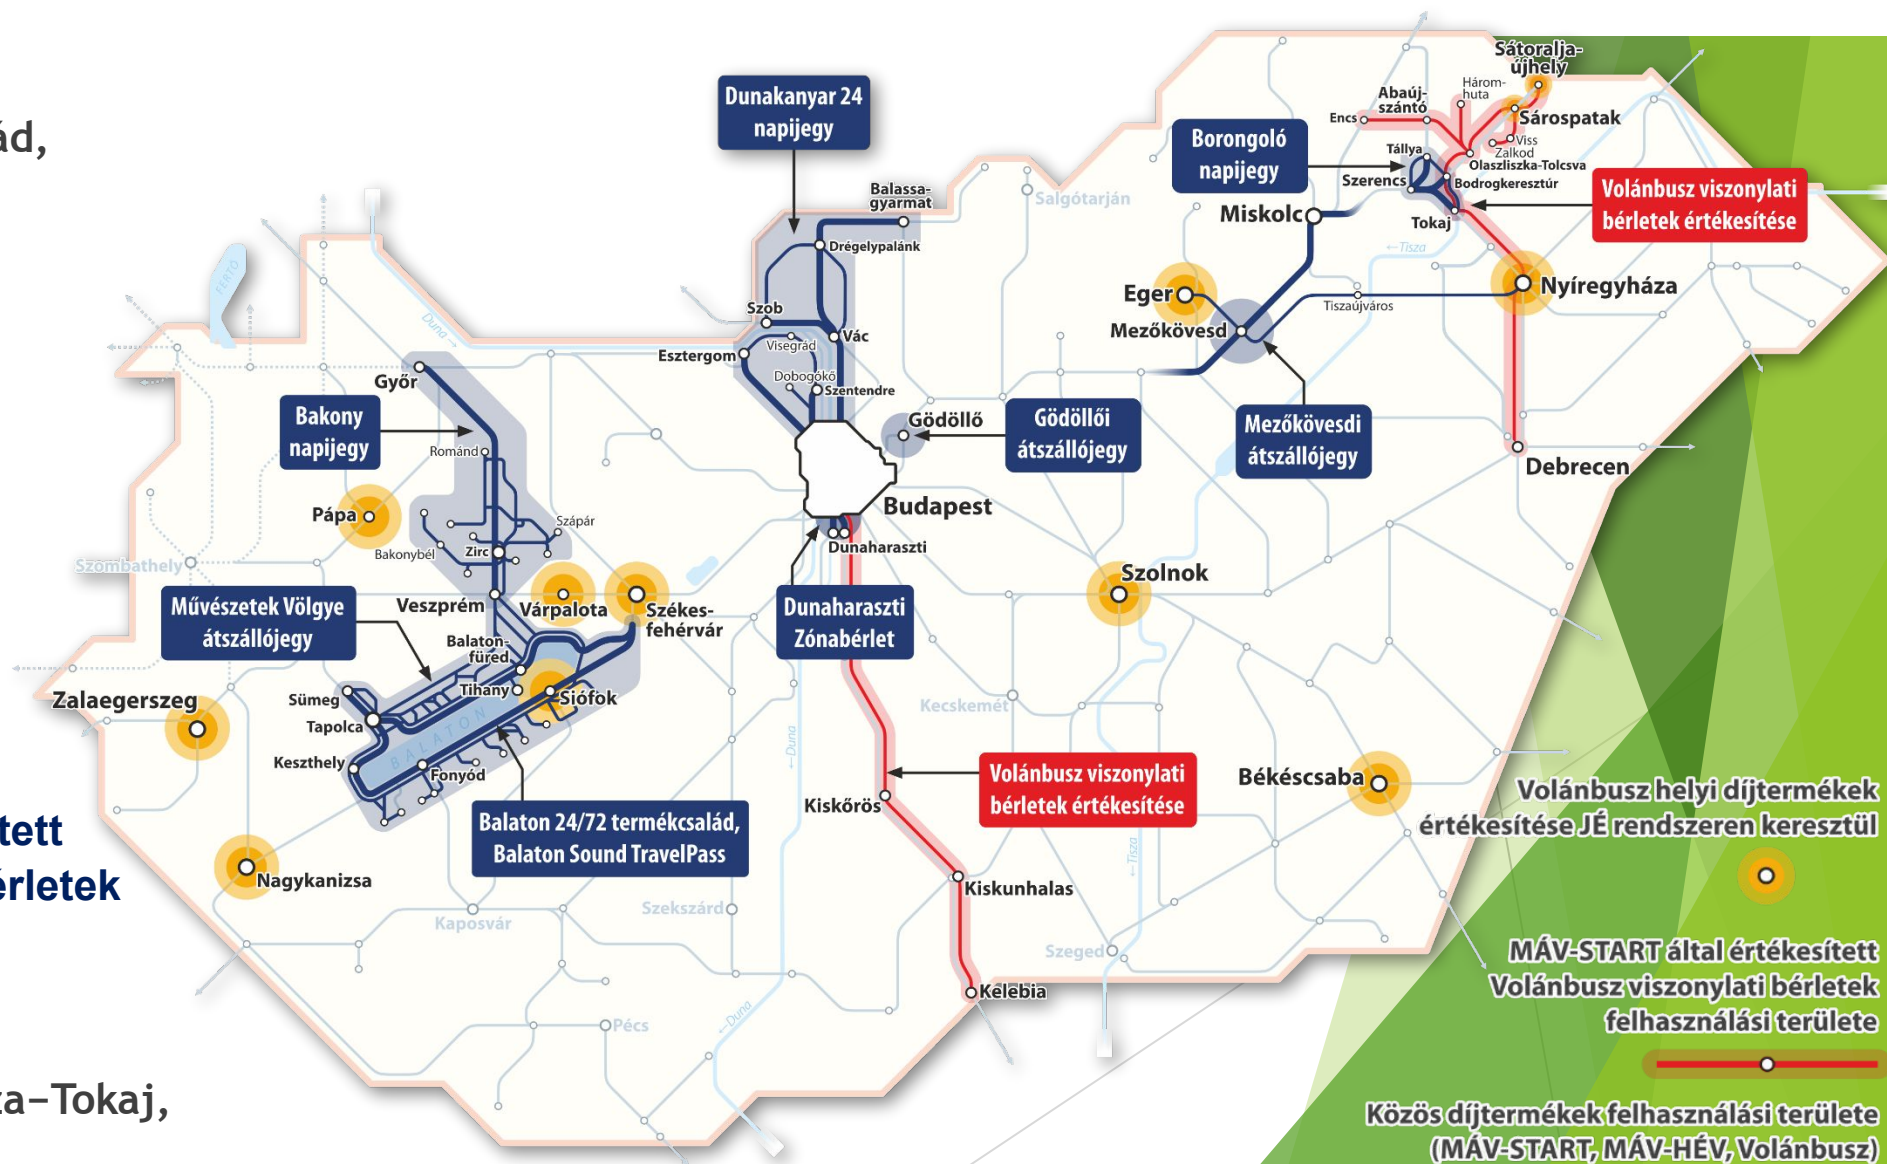 ád,
tett
érletek
za–Tokaj,
Dunakanyar 24
napijegy
Balassa-
gyarmat
Drégelypalánk
Szob
Vác
Visegrád
Esztergom
Dobogókő
Szentendre
Salgótarján
Borongoló
napijegy
Sátoralja-
újhely
Három-
huta
Abaúj-
szántó
Encs
Sárospatak
Viss
Zalkod
Tállya
Olaszliszka-Tolcsva
Szerencs
Bodrogkeresztúr
Tokaj
Miskolc
Volánbusz viszonylati
bérletek értékesítése
←Tisza
Eger
Mezőkövesd
Tiszaújváros
Nyíregyháza
Mezőkövesdi
átszállójegy
Debrecen
FERTŐ
Duna
Győr
Bakony
napijegy
Románd
Pápa
Szápár
Bakonybél
Zirc
Szombathely
Gödöllő
Gödöllői
átszállójegy
Budapest
Dunaharaszti
Dunaharaszti
Zónabérlet
Szolnok
Művészetek Völgye
átszállójegy
Veszprém
Várpalota
Székes-
fehérvár
Balaton-
füred
Tihany
Siófok
Sümeg
Tapolca
Zalaegerszeg
Keszthely
BALATON
Fonyód
Balaton 24/72 termékcsalád,
Balaton Sound TravelPass
Nagykanizsa
Kaposvár
Szekszárd
Pécs
←Duna
←Duna
Kecskemét
Volánbusz viszonylati
bérletek értékesítése
Kiskőrös
Kiskunhalas
Kelebia
Szeged
←Tisza
Békéscsaba
Volánbusz helyi díjtermékek
értékesítése JÉ rendszeren keresztül
MÁV-START által értékesített
Volánbusz viszonylati bérletek
felhasználási területe
Közös díjtermékek felhasználási területe
(MÁV-START, MÁV-HÉV, Volánbusz)